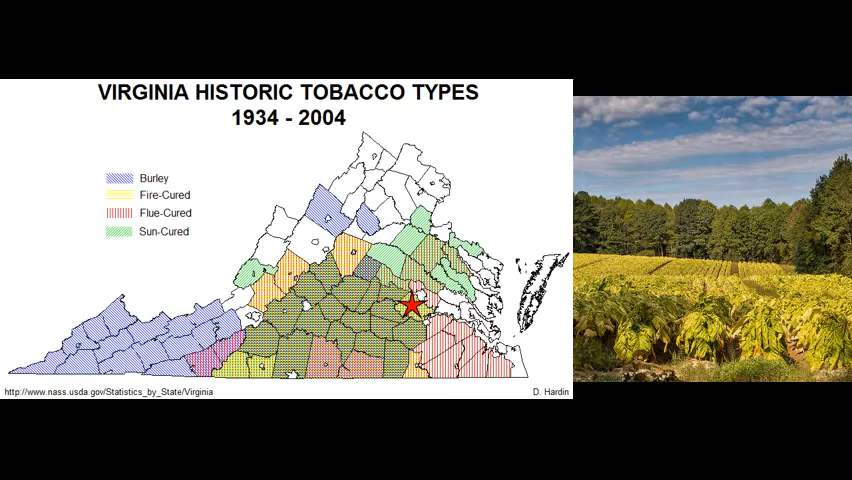 VIRGINIA HISTORIC TOBACCO TYPES
1934 - 2004
Burley
Fire-Cured
Flue-Cured
Sun-Cured
http://www.nass.usda.gov/Statistics_by_State/Virginia
D. Hardin